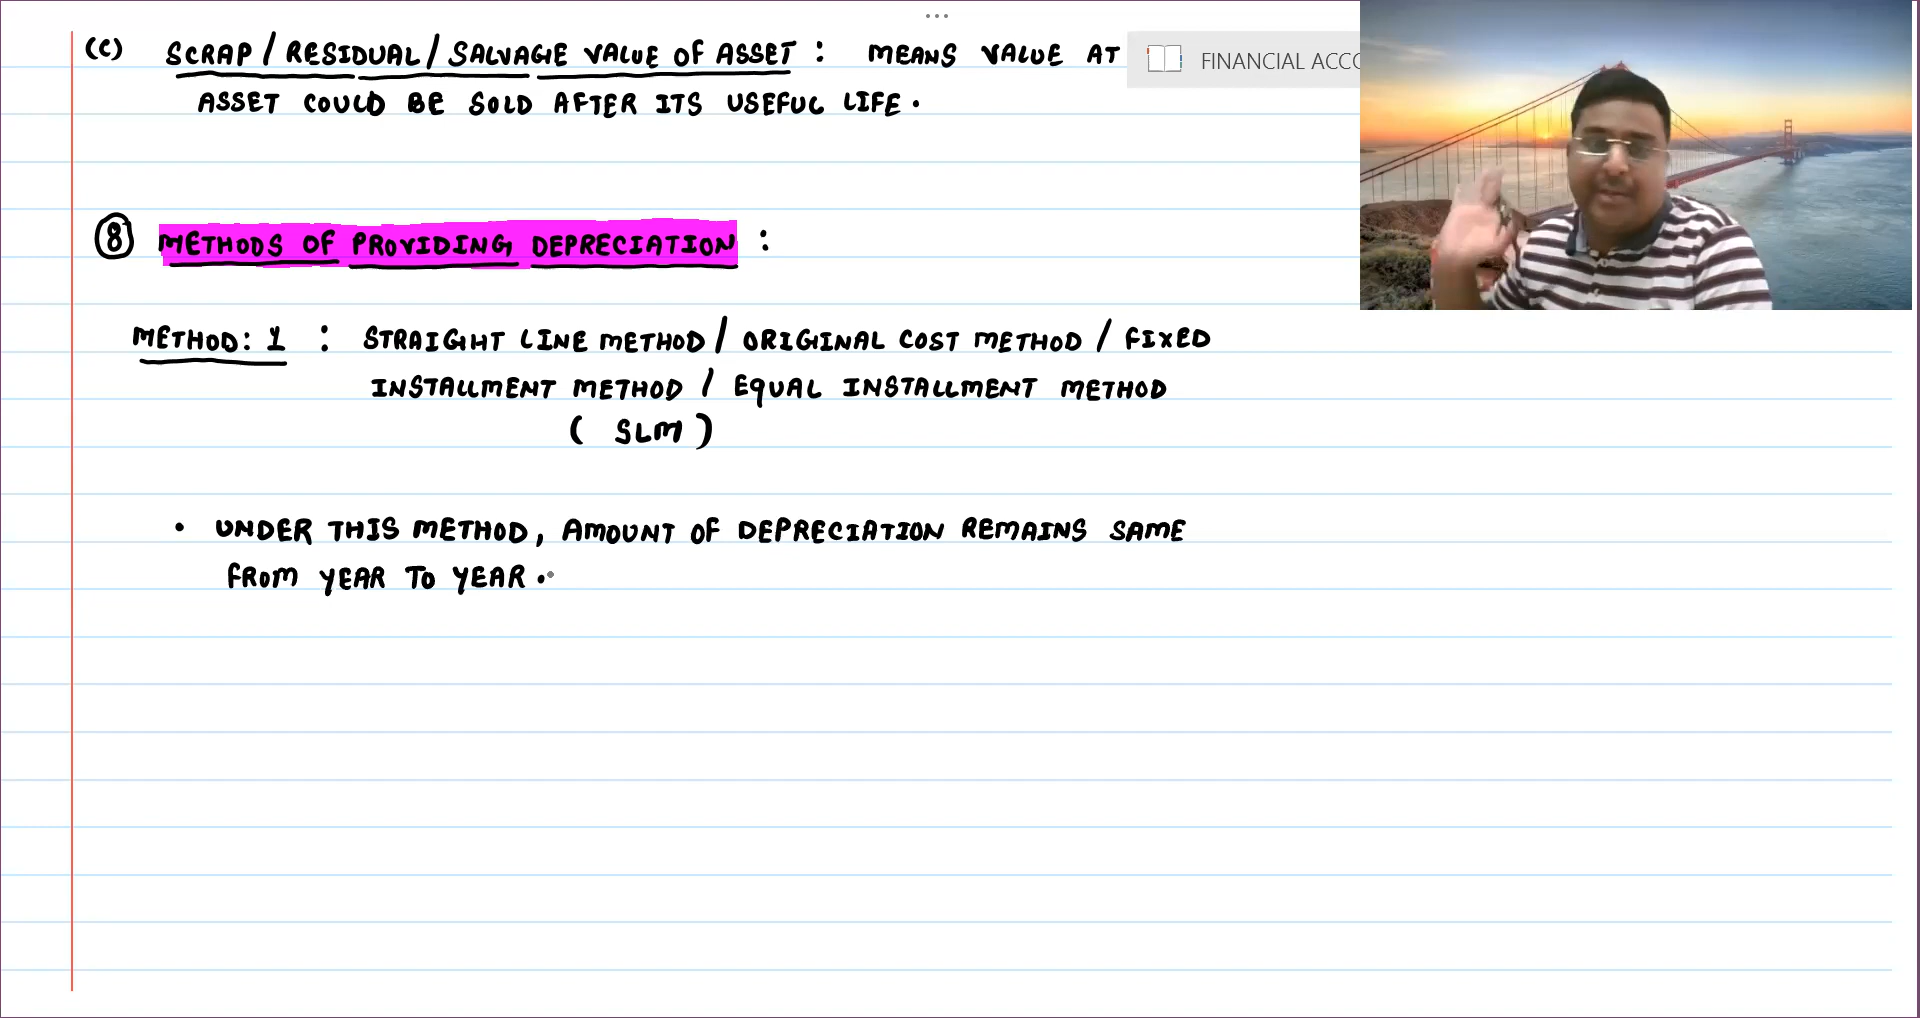 (C) SCRAP / RESIDUAL / SALVAGE VALUE OF ASSET : MEANS VALUE AT
FINANCIAL ACCO
ASSET COULD BE SOLD AFTER ITS USEFUL LIFE.
8 METHODS OF PROVIDING DEPRECIATION :
METHOD: 1 : STRAIGHT LINE METHOD / ORIGINAL COST METHOD / FIXED
INSTALLMENT METHOD / EQUAL INSTALLMENT METHOD
( SLM )
• UNDER THIS METHOD, AMOUNT OF DEPRECIATION REMAINS SAME
FROM YEAR TO YEAR.